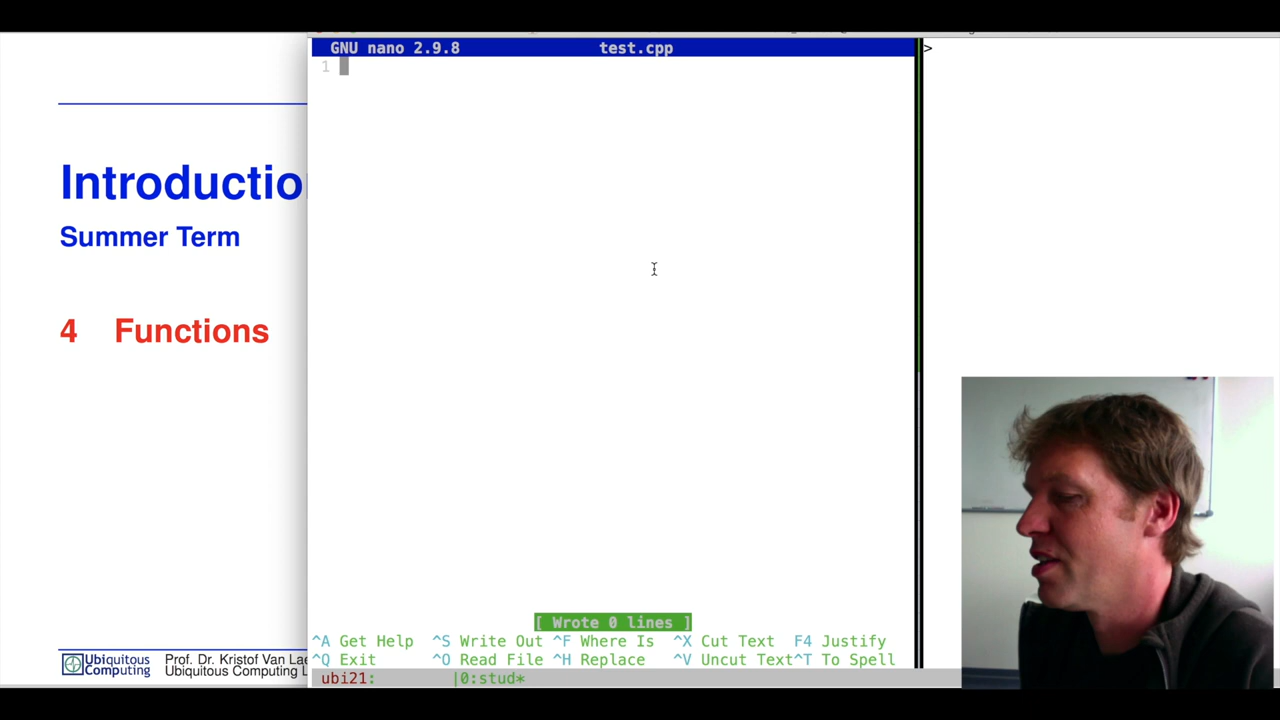 Introductio
Summer Term
4 Functions
Ubiquitous
Computing
Prof. Dr. Kristof Van Lae
Ubiquitous Computing L
GNU nano 2.9.8 test.cpp
1
[ Wrote 0 lines ]
^A Get Help ^S Write Out ^F Where Is ^X Cut Text F4 Justify
^Q Exit ^O Read File ^H Replace ^V Uncut Text ^T To Spell
ubi21: |0:stud*
>